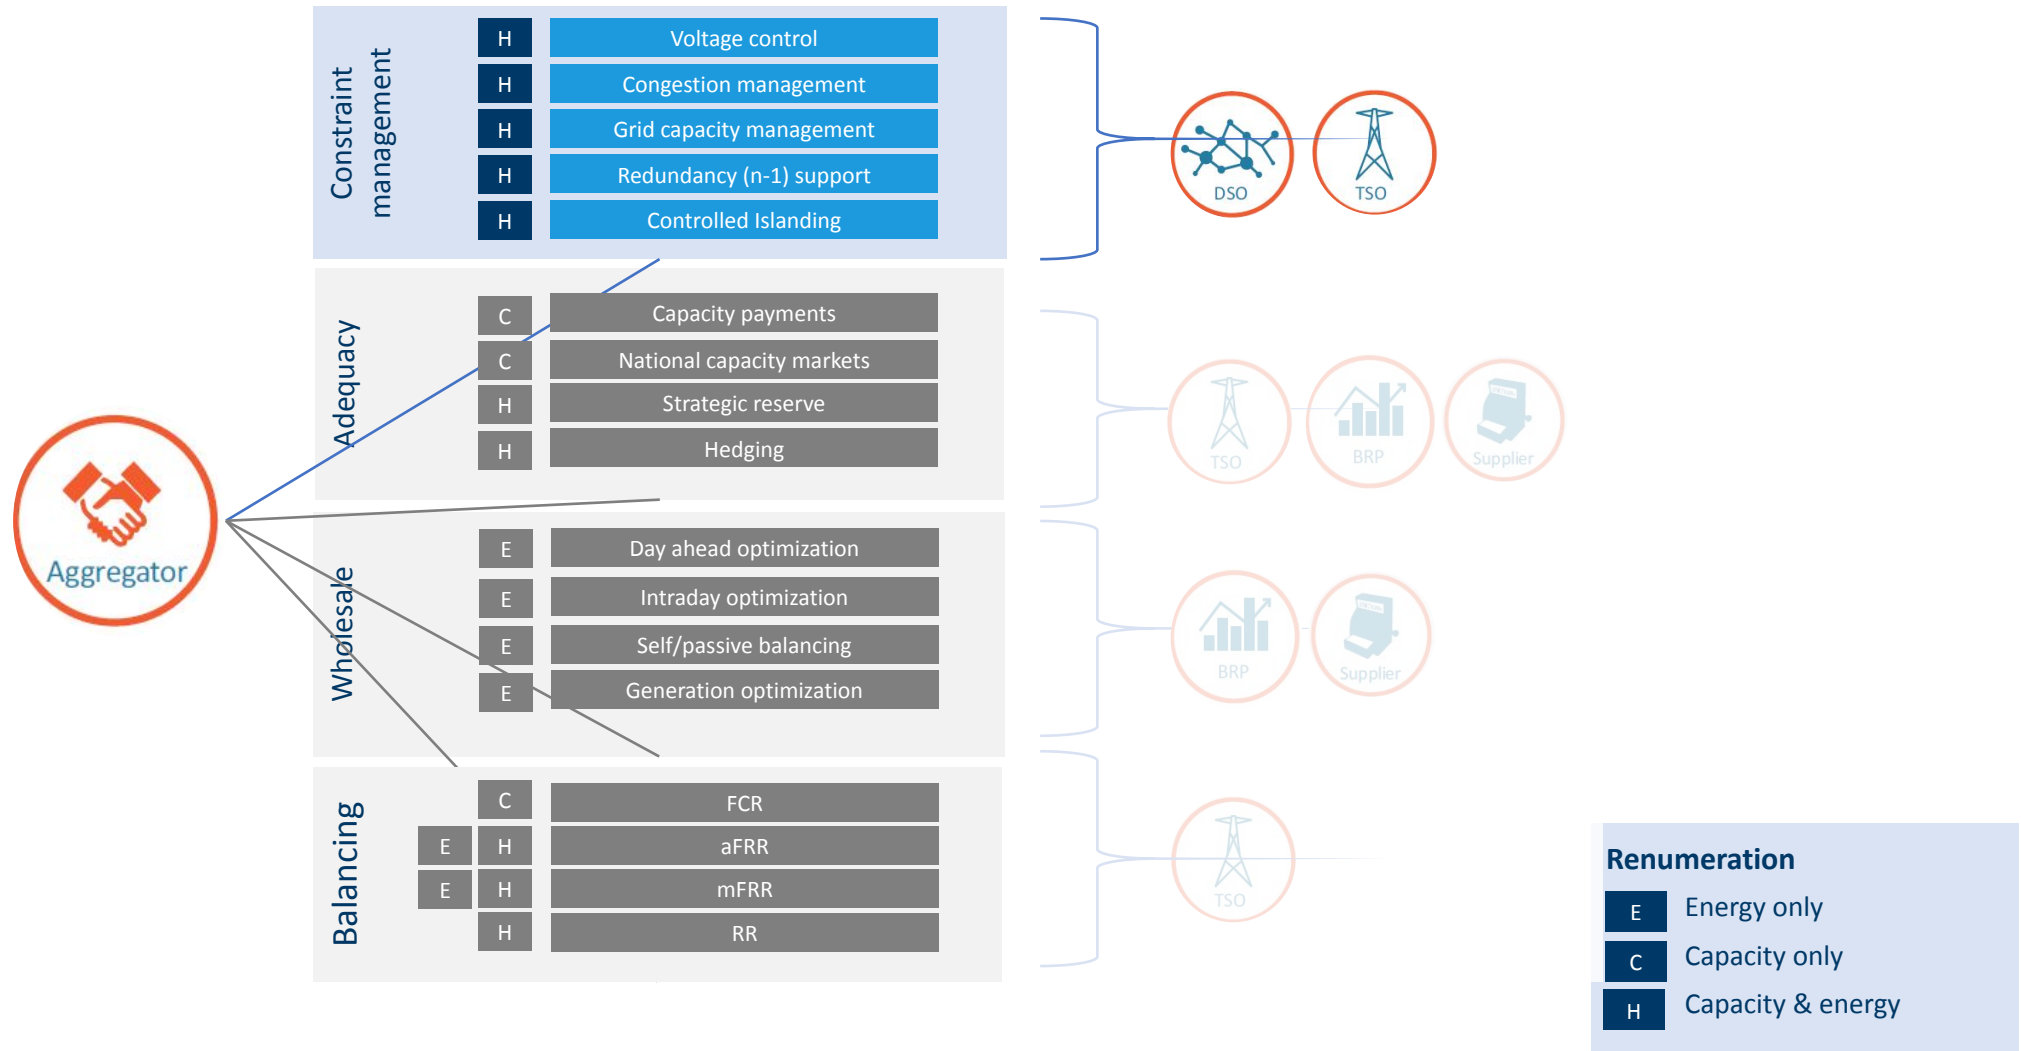 Constraint
management
H Voltage control
H Congestion management
H Grid capacity management
H Redundancy (n-1) support
H Controlled Islanding
DSO
TSO
Adequacy
C Capacity payments
C National capacity markets
H Strategic reserve
H Hedging
TSO
BRP
Supplier
Aggregator
Wholesale
E Day ahead optimization
E Intraday optimization
E Self/passive balancing
E Generation optimization
BRP
Supplier
Balancing
C FCR
E H aFRR
E H mFRR
H RR
TSO
Renumeration
E Energy only
C Capacity only
H Capacity & energy